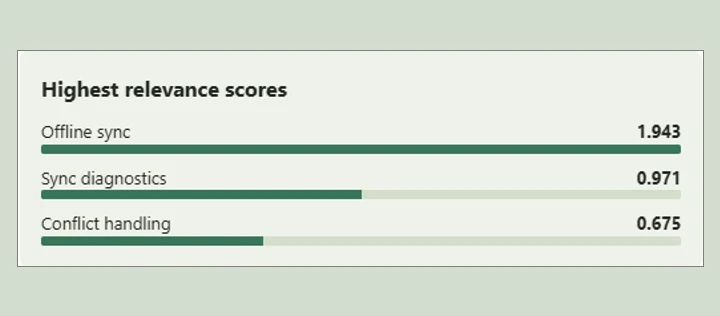 Highest relevance scores
Offline sync 1.943
Sync diagnostics 0.971
Conflict handling 0.675